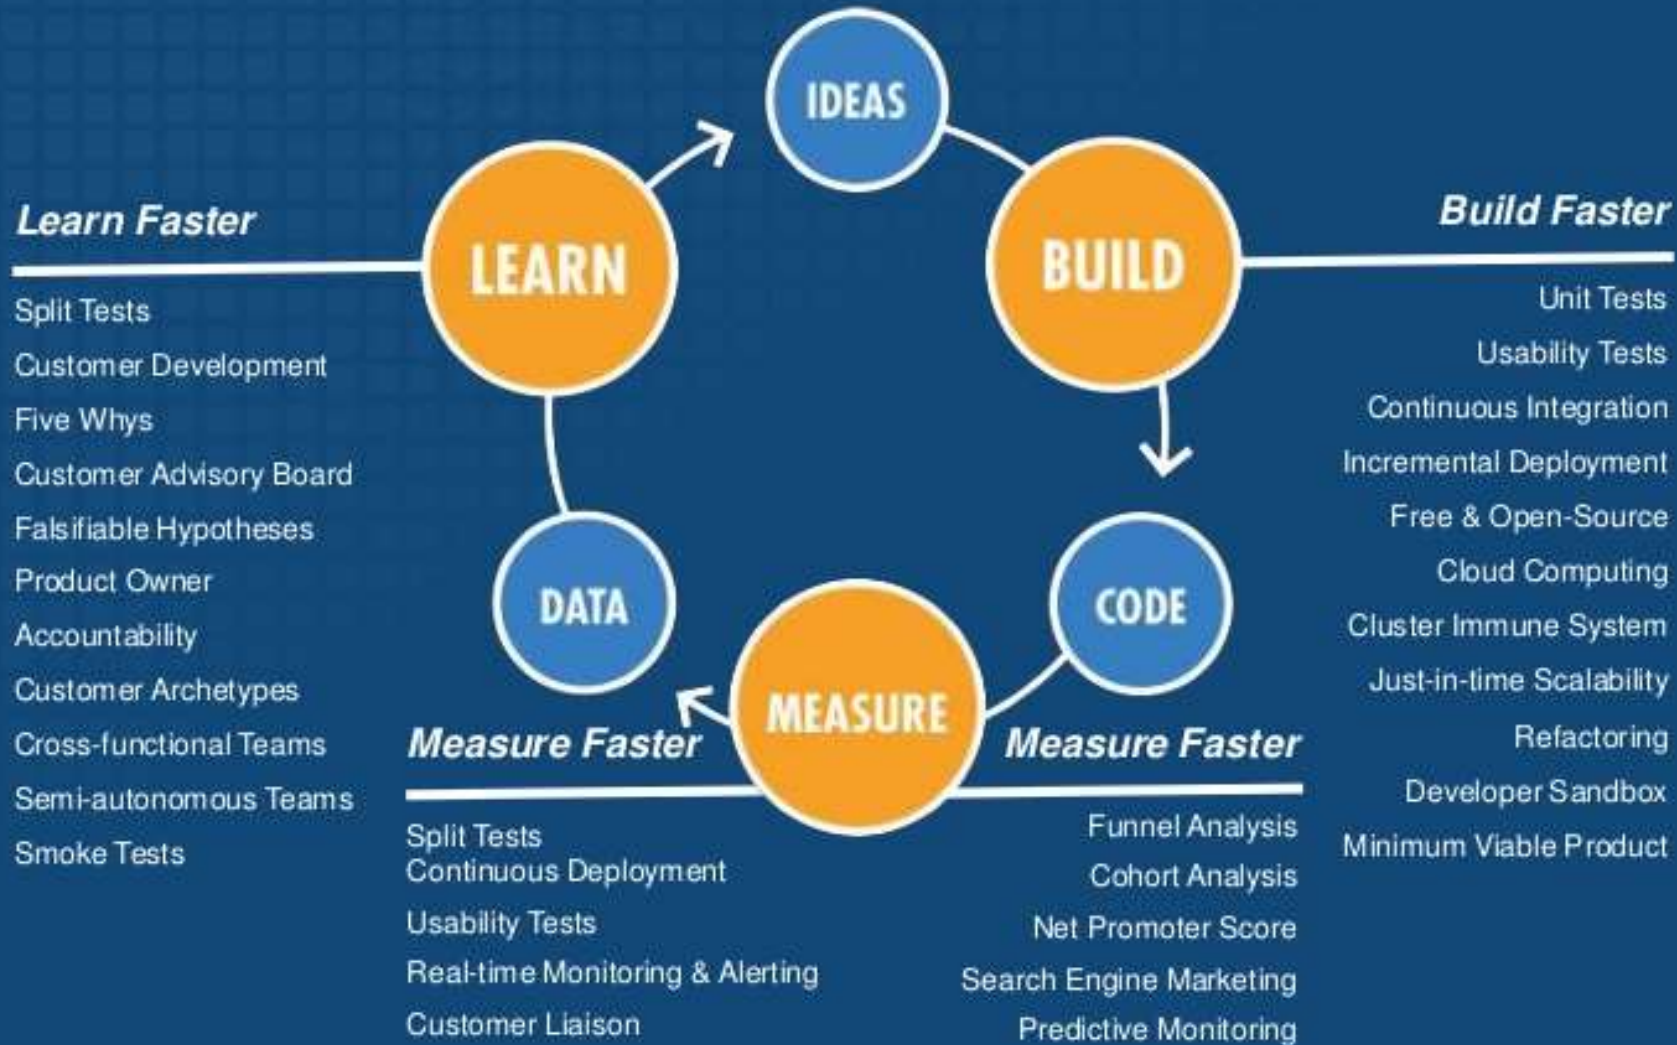 IDEAS
LEARN
BUILD
Learn Faster
Split Tests
Customer Development
Five Whys
Customer Advisory Board
Falsifiable Hypotheses
Product Owner
Accountability
Customer Archetypes
Cross-functional Teams
Semi-autonomous Teams
Smoke Tests
Build Faster
Unit Tests
Usability Tests
Continuous Integration
Incremental Deployment
Free & Open-Source
Cloud Computing
Cluster Immune System
Just-in-time Scalability
Refactoring
Developer Sandbox
Minimum Viable Product
DATA
CODE
MEASURE
Measure Faster
Split Tests
Continuous Deployment
Usability Tests
Real-time Monitoring & Alerting
Customer Liaison
Measure Faster
Funnel Analysis
Cohort Analysis
Net Promoter Score
Search Engine Marketing
Predictive Monitoring